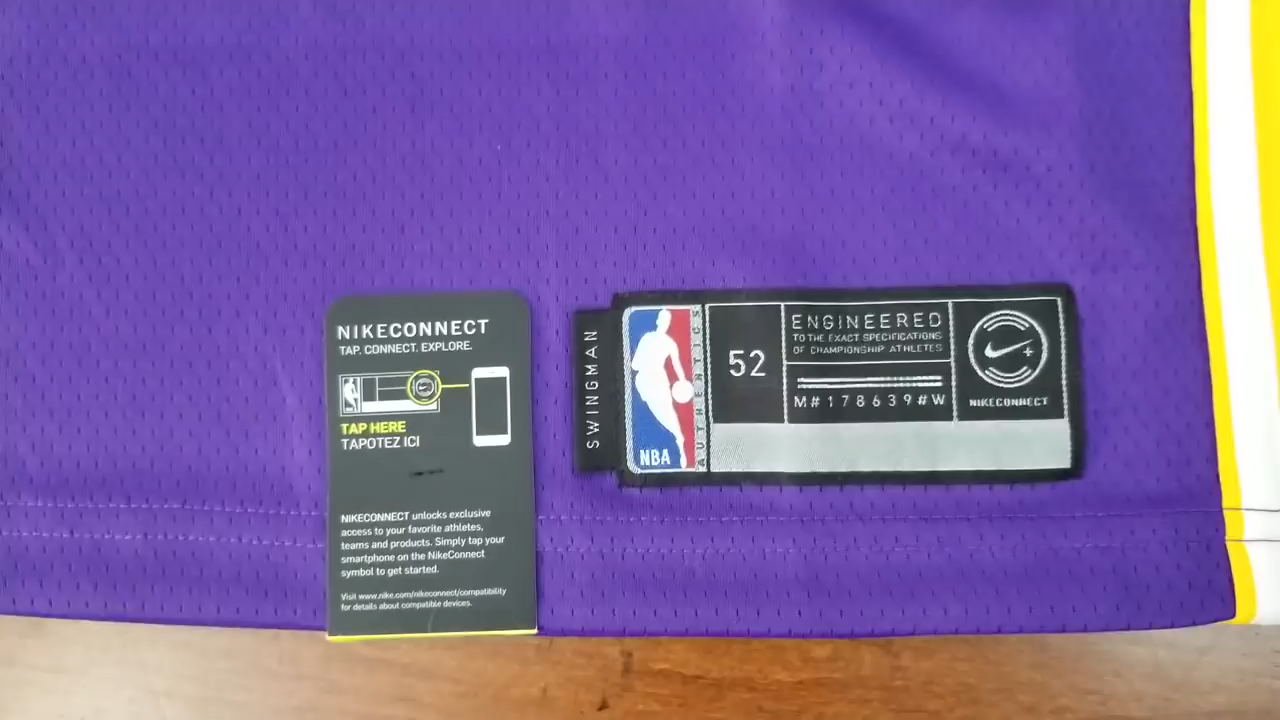 NIKECONNECT
TAP. CONNECT. EXPLORE.
TAP HERE
TAPOTEZ ICI
NIKECONNECT unlocks exclusive
access to your favorite athletes,
teams and products. Simply tap your
smartphone on the NikeConnect
symbol to get started.
Visit www.nike.com/nikeconnect/compatibility
for details about compatible devices.
SWINGMAN
NBA
AUTHENTICS
52
ENGINEERED
TO THE EXACT SPECIFICATIONS
OF CHAMPIONSHIP ATHLETES
M#178639#W
NIKECONNECT